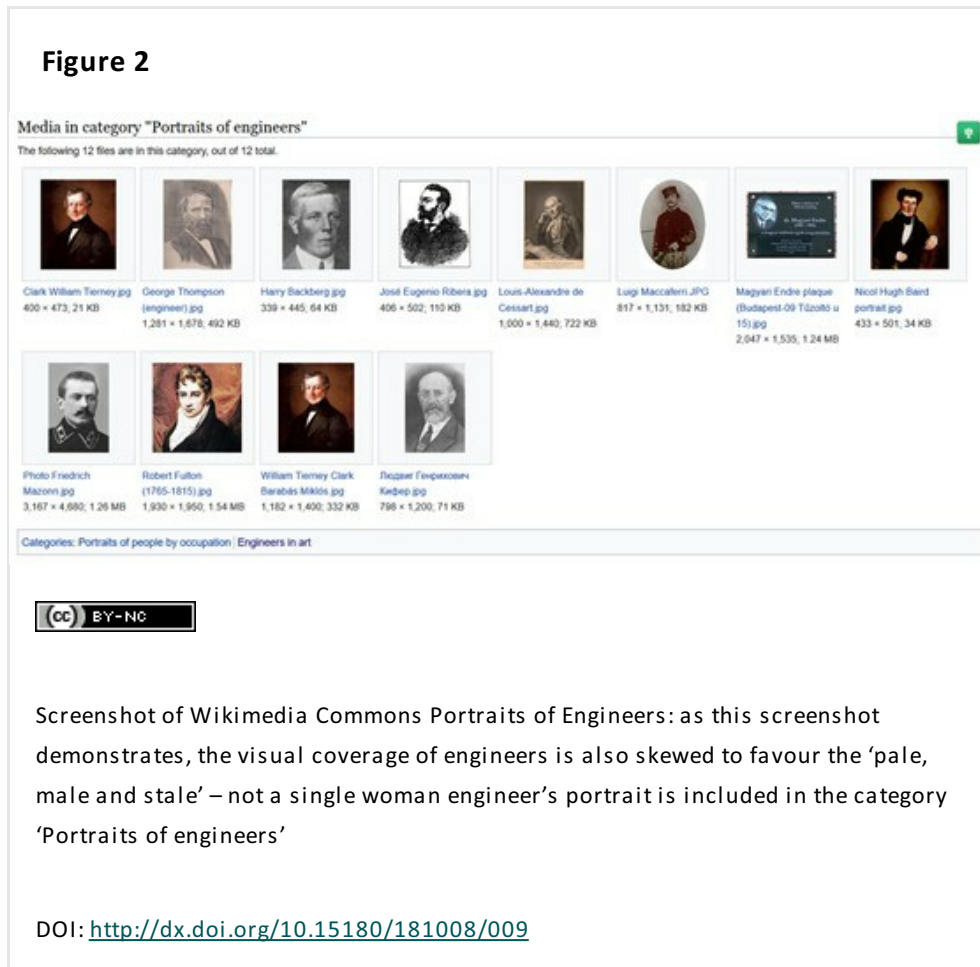 Figure 2
Media in category "Portraits of engineers"
The following 12 files are in this category, out of 12 total.
Clark William Tierney.jpg
400 × 473; 21 KB
George Thompson
(engineer).jpg
1,281 × 1,678; 492 KB
Harry Backberg.jpg
339 × 445; 64 KB
José Eugenio Ribera.jpg
406 × 502; 110 KB
Louis-Alexandre de
Cessart.jpg
1,000 × 1,440; 722 KB
Luigi Maccaferri.JPG
817 × 1,131; 182 KB
Magyari Endre plaque
(Budapest-09 Tűzoltó u
15).jpg
2,047 × 1,535; 1.24 MB
Nicol Hugh Baird
portrait.jpg
433 × 501; 34 KB
Photo Friedrich
Mazonn.jpg
3,167 × 4,680; 1.26 MB
Robert Fulton
(1765-1815).jpg
1,930 × 1,950; 1.54 MB
William Tierney Clark
Barabás Miklós.jpg
1,182 × 1,400; 332 KB
Людвиг Генрихович
Кифер.jpg
798 × 1,200; 71 KB
Categories: Portraits of people by occupation | Engineers in art
(cc) BY-NC
Screenshot of Wikimedia Commons Portraits of Engineers: as this screenshot
demonstrates, the visual coverage of engineers is also skewed to favour the ‘pale,
male and stale’ – not a single woman engineer’s portrait is included in the category
‘Portraits of engineers’
DOI: http://dx.doi.org/10.15180/181008/009